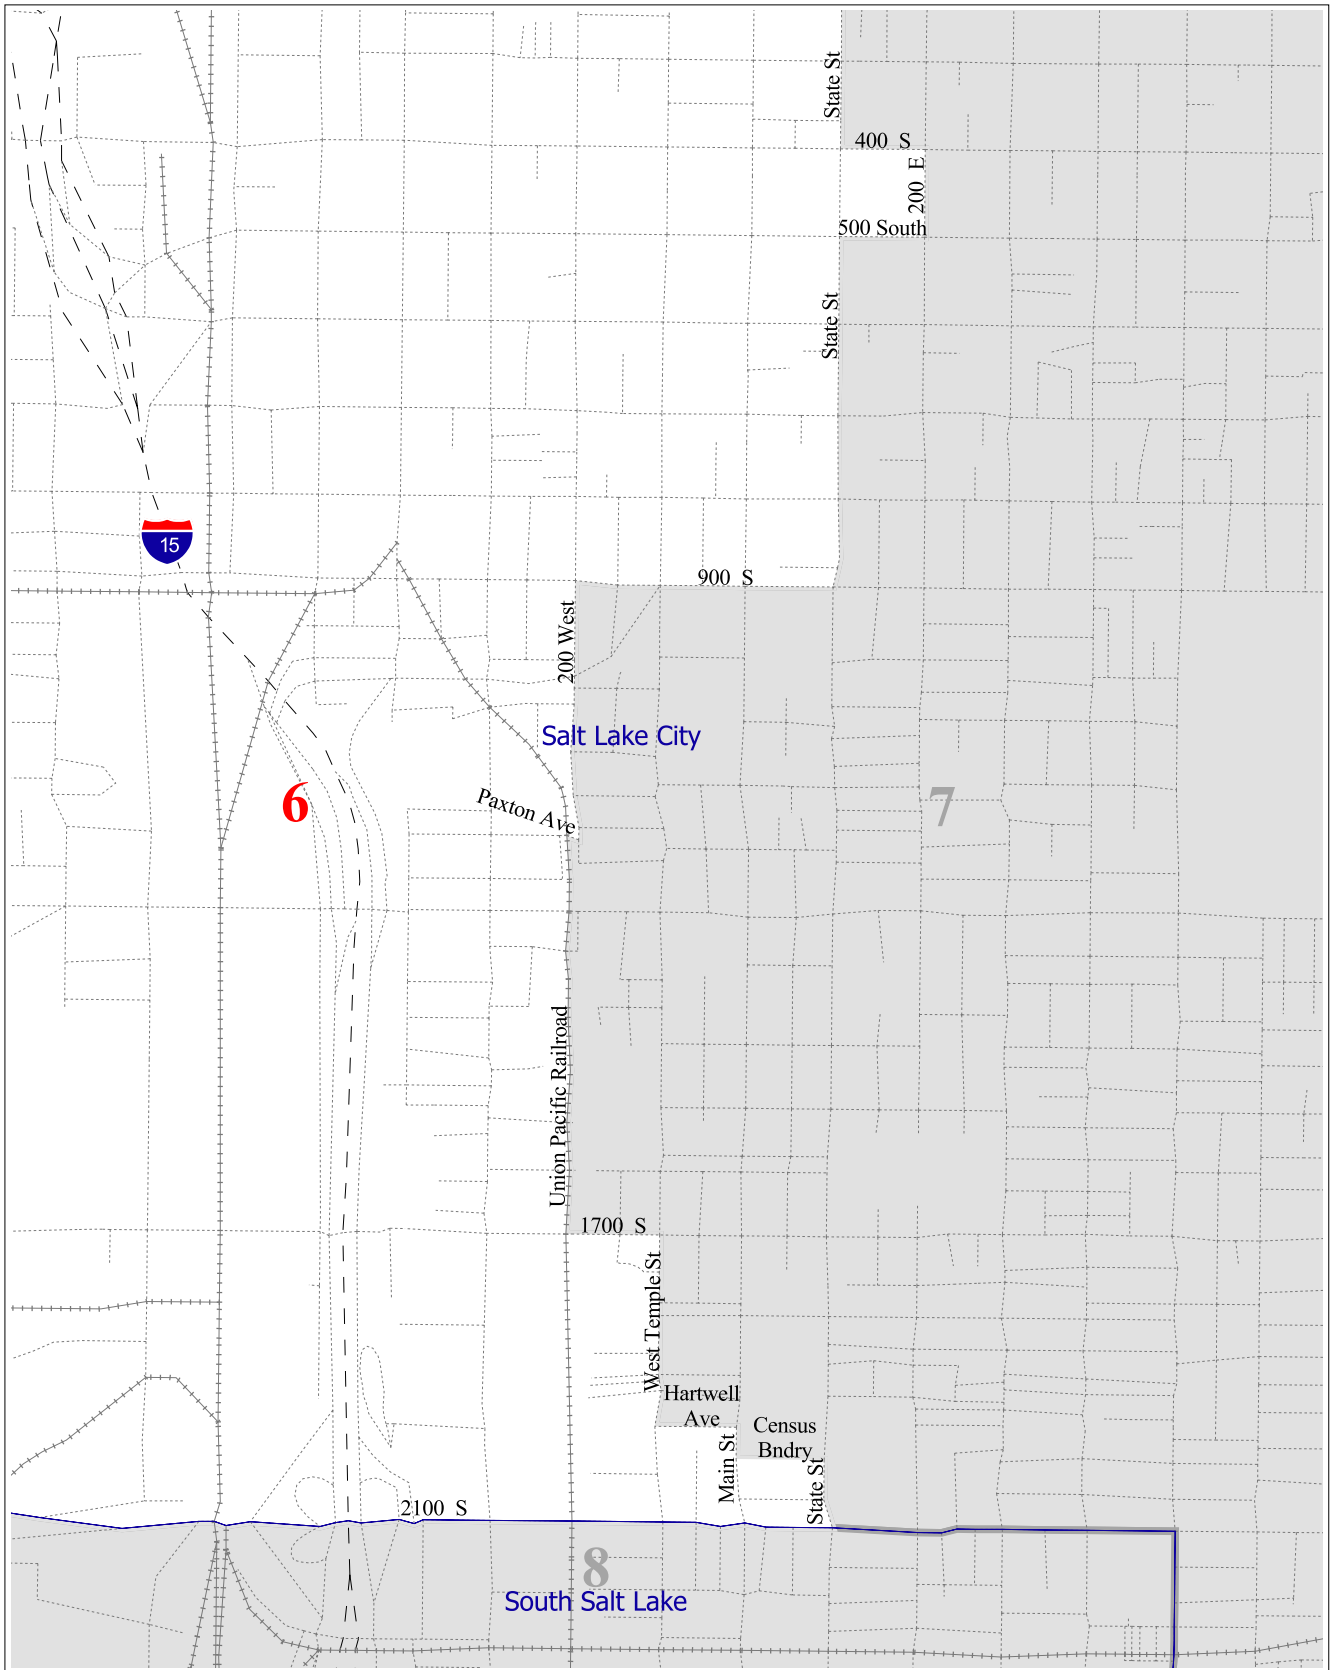 State St
400  S
200  E
500 South
State St
15
900  S
200 West
Salt Lake City
6
7
Paxton Ave
Union Pacific Railroad
1700  S
West Temple St
Hartwell
Ave
Census
Bndry
Main St
State St
2100  S
8
South Salt Lake